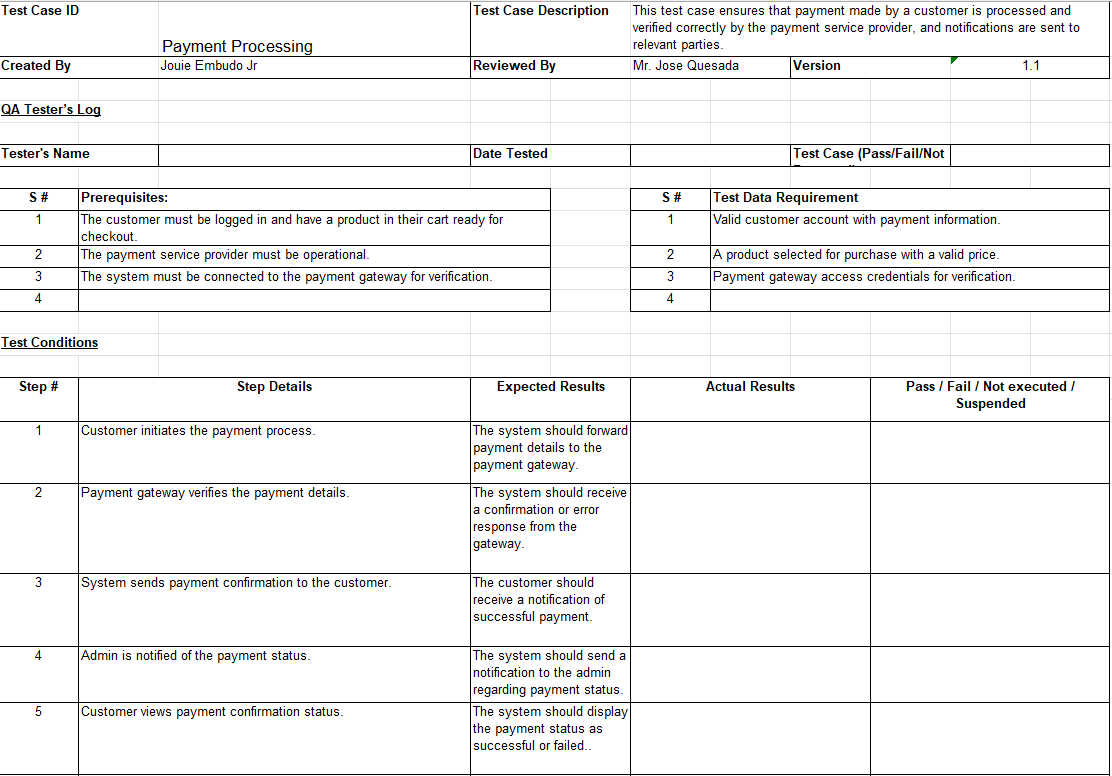 Test Case ID
Payment Processing
Test Case Description
This test case ensures that payment made by a customer is processed and
verified correctly by the payment service provider, and notifications are sent to
relevant parties.
Created By
Jouie Embudo Jr
Reviewed By
Mr. Jose Quesada
Version
1.1
QA Tester's Log
Tester's Name
Date Tested
Test Case (Pass/Fail/Not
S #
Prerequisites:
S #
Test Data Requirement
1
The customer must be logged in and have a product in their cart ready for
checkout.
1
Valid customer account with payment information.
2
The payment service provider must be operational.
2
A product selected for purchase with a valid price.
3
The system must be connected to the payment gateway for verification.
3
Payment gateway access credentials for verification.
4
4
Test Conditions
Step #
Step Details
Expected Results
Actual Results
Pass / Fail / Not executed /
Suspended
1
Customer initiates the payment process.
The system should forward
payment details to the
payment gateway.
2
Payment gateway verifies the payment details.
The system should receive
a confirmation or error
response from the
gateway.
3
System sends payment confirmation to the customer.
The customer should
receive a notification of
successful payment.
4
Admin is notified of the payment status.
The system should send a
notification to the admin
regarding payment status.
5
Customer views payment confirmation status.
The system should display
the payment status as
successful or failed..